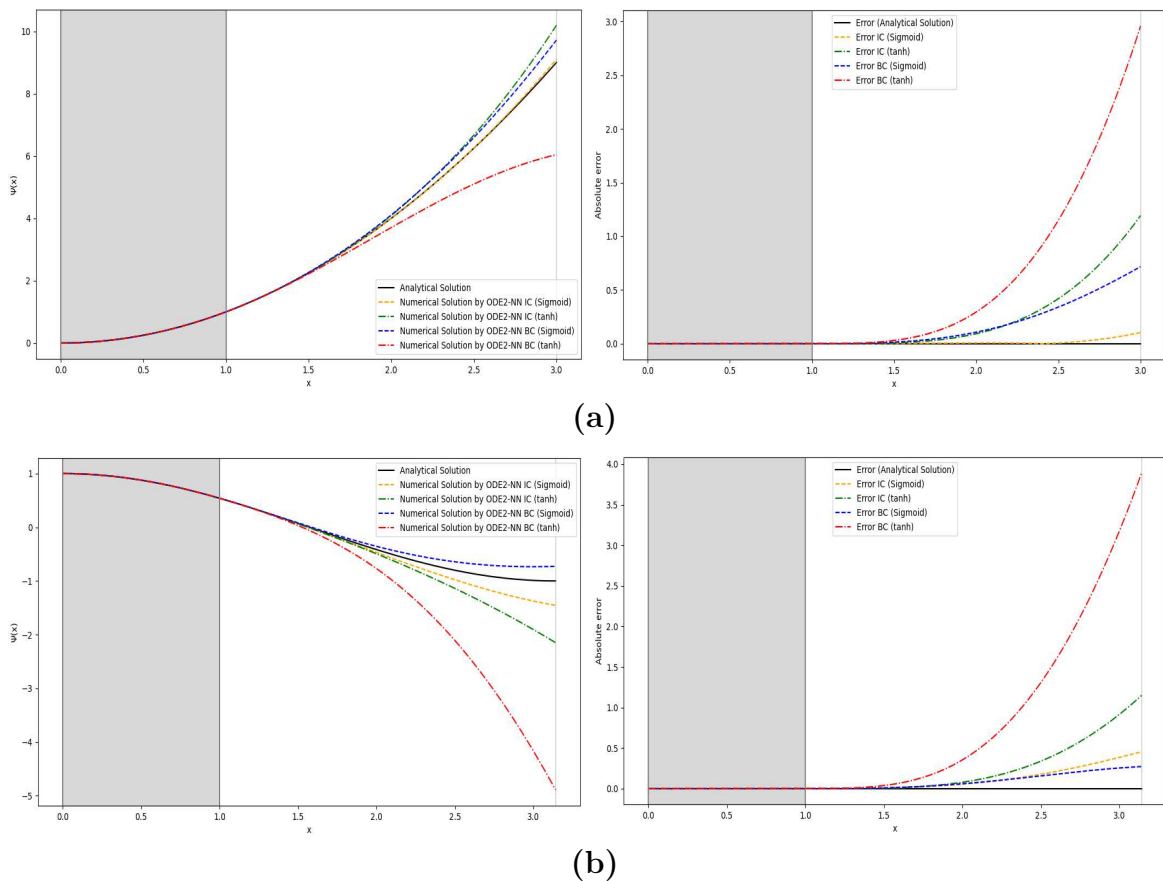 10
8
6
4
2
0
Ψ(x)
Analytical Solution
Numerical Solution by ODE2-NN IC (Sigmoid)
Numerical Solution by ODE2-NN IC (tanh)
Numerical Solution by ODE2-NN BC (Sigmoid)
Numerical Solution by ODE2-NN BC (tanh)
0.0 0.5 1.0 1.5 2.0 2.5 3.0
x
3.0
2.5
2.0
1.5
1.0
0.5
0.0
Absolute error
Error (Analytical Solution)
Error IC (Sigmoid)
Error IC (tanh)
Error BC (Sigmoid)
Error BC (tanh)
0.0 0.5 1.0 1.5 2.0 2.5 3.0
x
(a)
1
0
−1
−2
−3
−4
−5
Ψ(x)
Analytical Solution
Numerical Solution by ODE2-NN IC (Sigmoid)
Numerical Solution by ODE2-NN IC (tanh)
Numerical Solution by ODE2-NN BC (Sigmoid)
Numerical Solution by ODE2-NN BC (tanh)
0.0 0.5 1.0 1.5 2.0 2.5 3.0
x
4.0
3.5
3.0
2.5
2.0
1.5
1.0
0.5
0.0
Absolute error
Error (Analytical Solution)
Error IC (Sigmoid)
Error IC (tanh)
Error BC (Sigmoid)
Error BC (tanh)
0.0 0.5 1.0 1.5 2.0 2.5 3.0
x
(b)